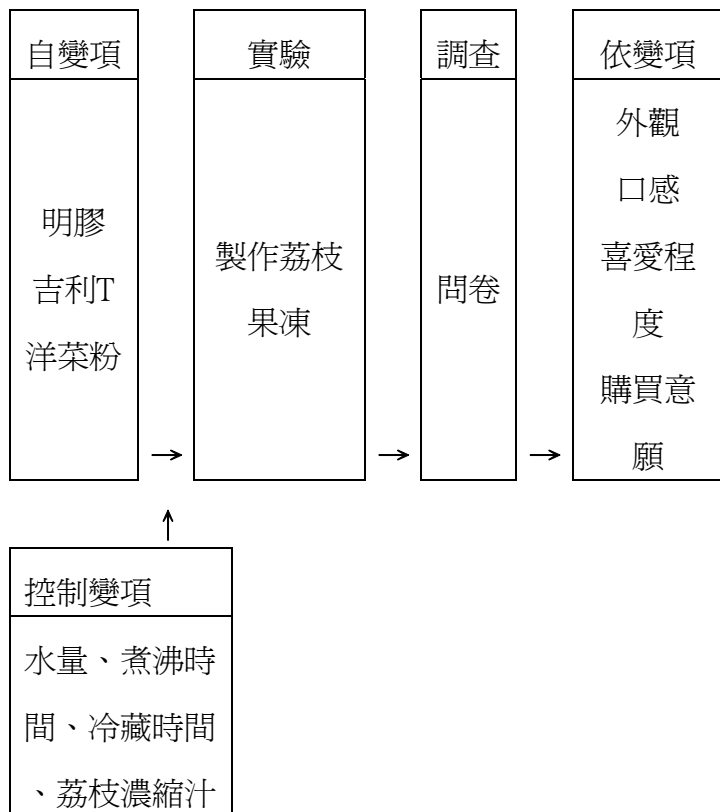 自變項
明膠
吉利T
洋菜粉
實驗
製作荔枝
果凍
調查
問卷
依變項
外觀
口感
喜愛程
度
購買意
願
→
→
→
↑
控制變項
水量、煮沸時
間、冷藏時間
、荔枝濃縮汁